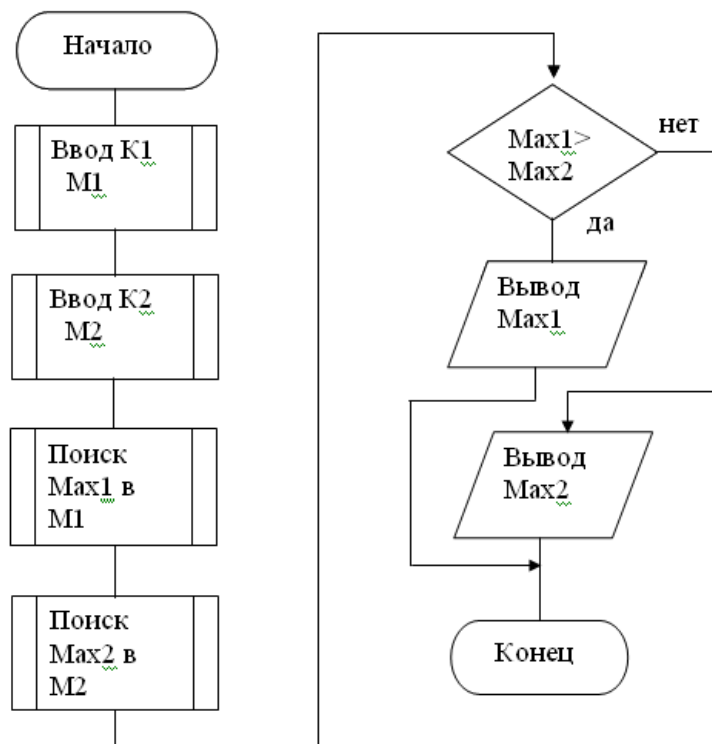 Начало
Ввод К1
М1
Ввод К2
М2
Поиск
Max1 в
М1
Поиск
Max2 в
М2
Max1>
Max2
нет
да
Вывод
Max1
Вывод
Max2
Конец